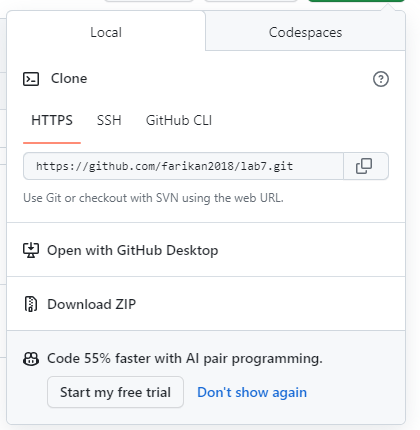 Local Codespaces
Clone
HTTPS SSH GitHub CLI
https://github.com/farikan2018/lab7.git
Use Git or checkout with SVN using the web URL.
Open with GitHub Desktop
Download ZIP
Code 55% faster with AI pair programming.
Start my free trial Don't show again